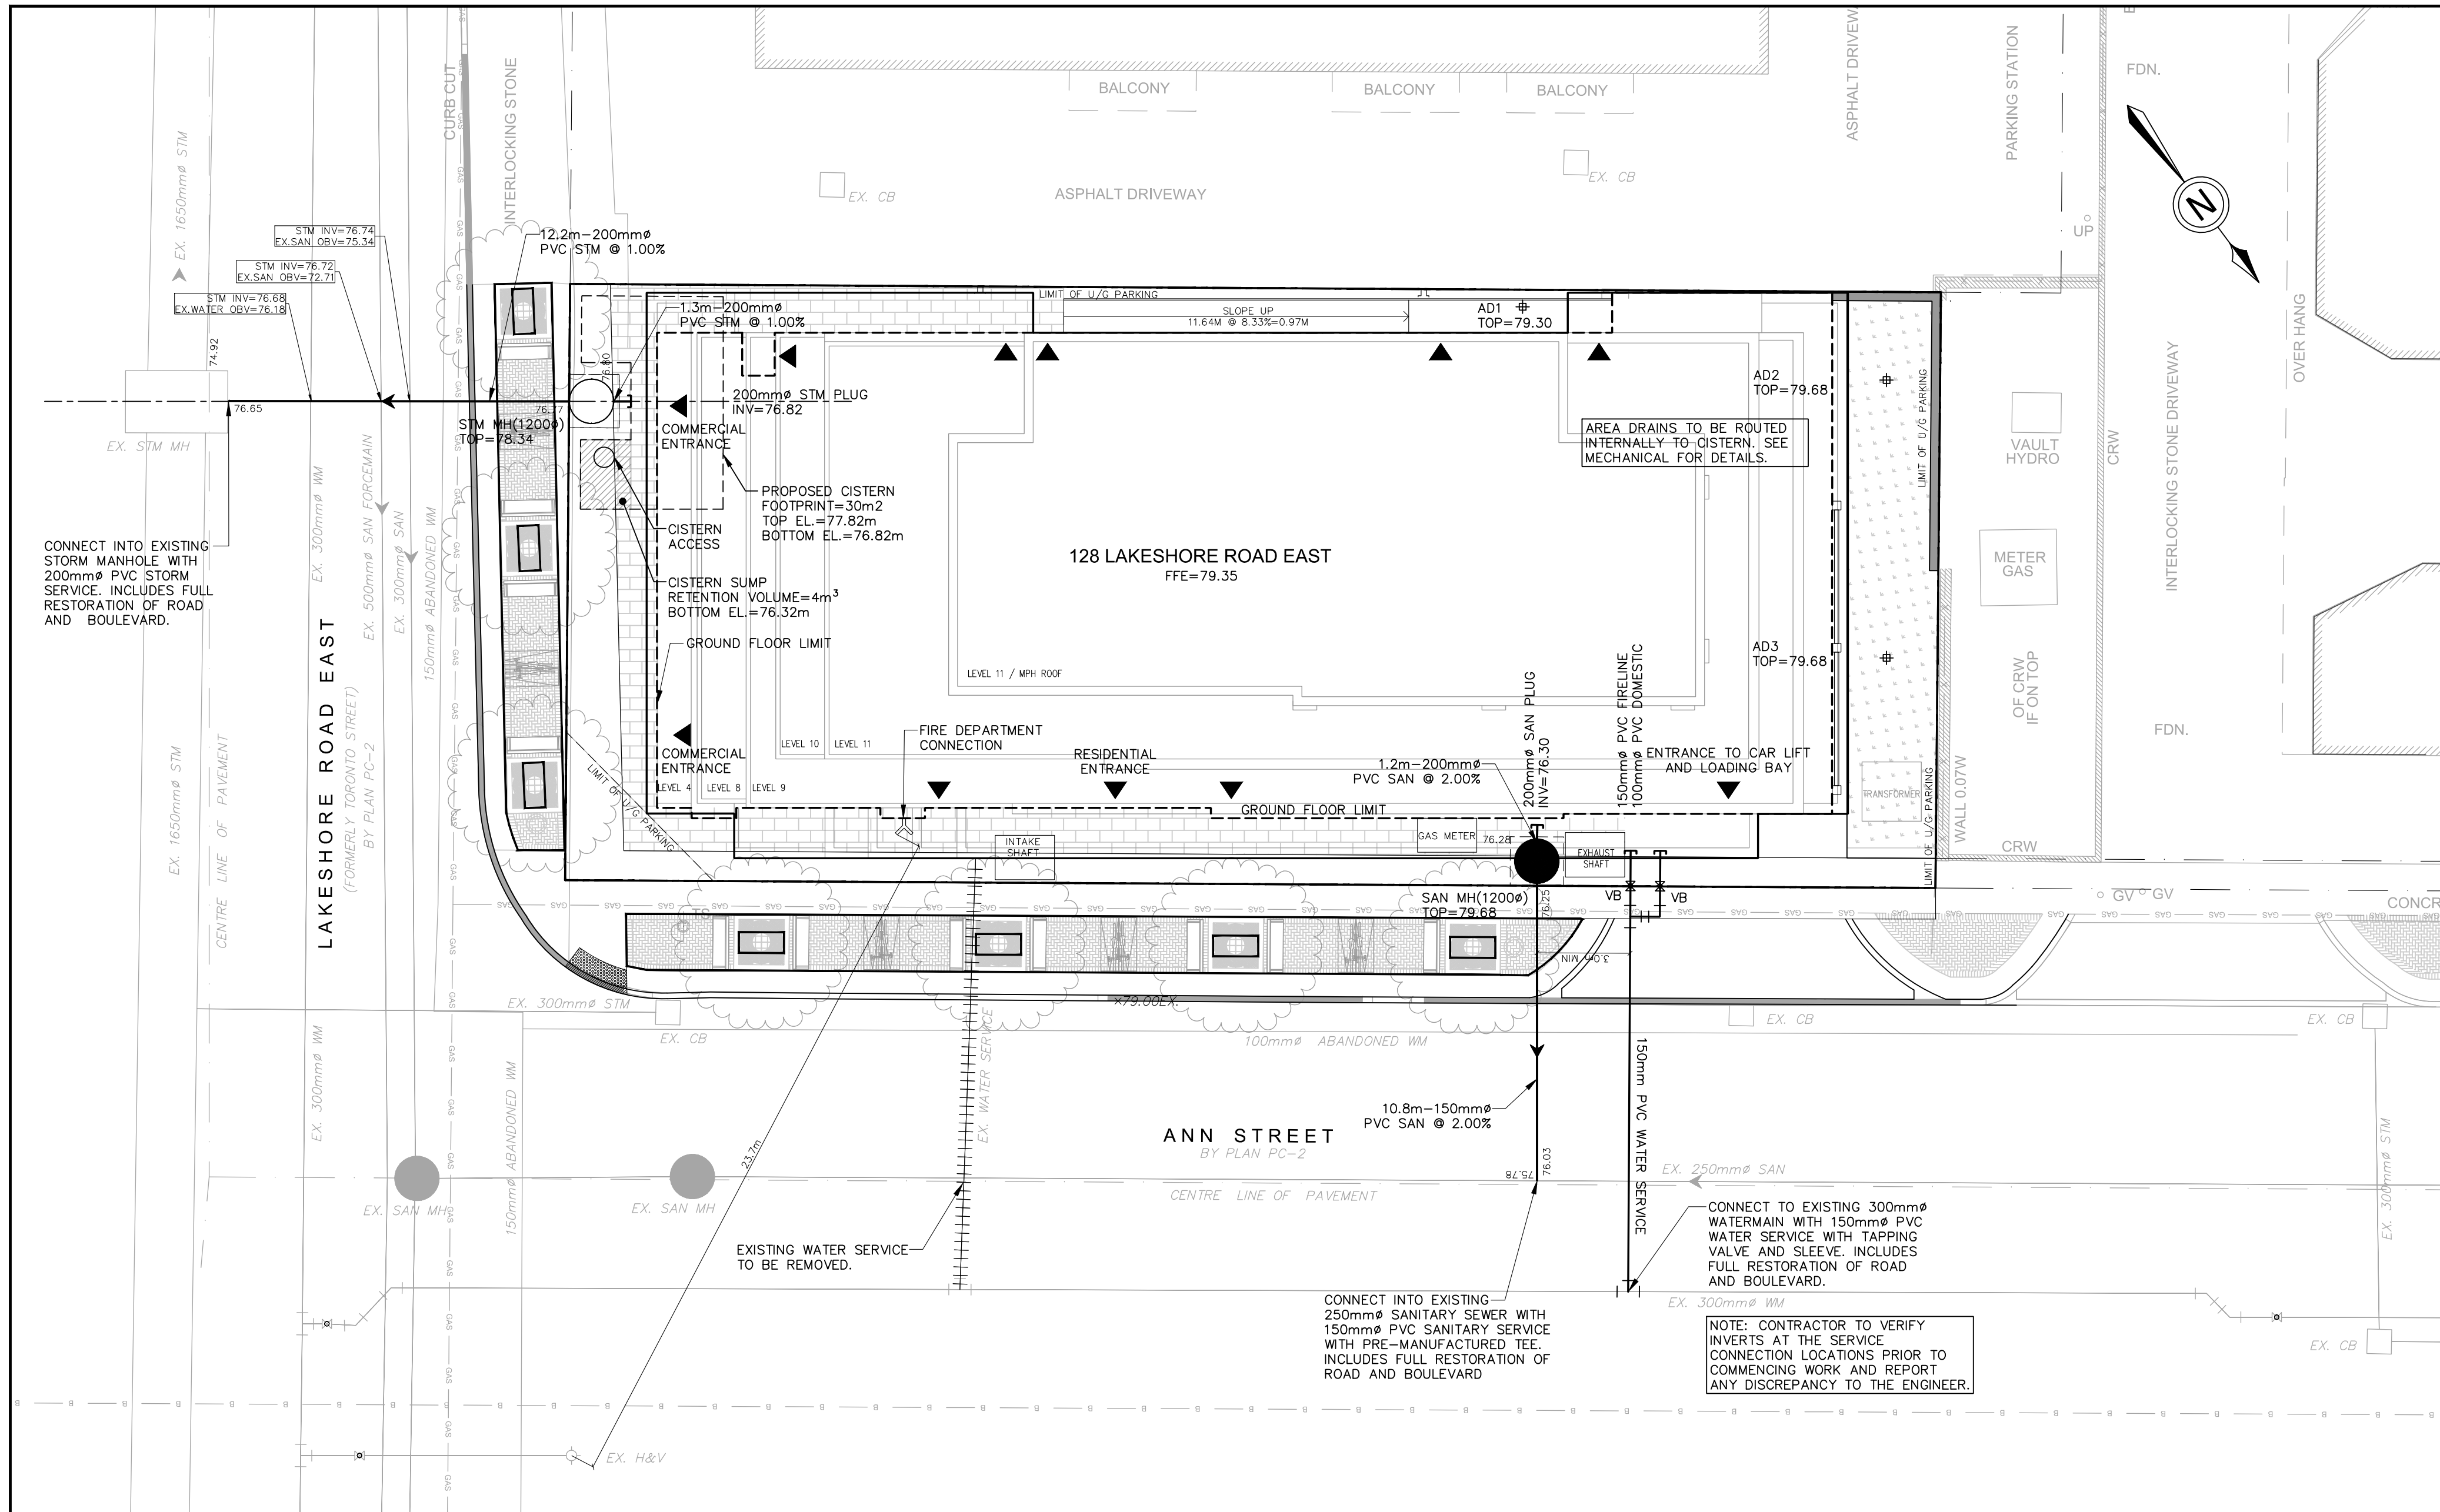 BALCONY
BALCONY
BALCONY
ASPHALT DRIVEWAY
PARKING STATION
FDN.
CURB CUT
INTERLOCKING STONE
EX. 1650mmø STM
EX. CB
EX. CB
ASPHALT DRIVEWAY
N
UP
STM INV=76.74
EX.SAN OBV=75.34
STM INV=76.72
EX.SAN OBV=72.71
STM INV=76.68
EX.WATER OBV=76.18
12.2m-200mmø
PVC STM @ 1.00%
1.3m-200mmø
PVC STM @ 1.00%
LIMIT OF U/G PARKING
SLOPE UP
11.64M @ 8.33%=0.97M
AD1
TOP=79.30
OVER HANG
74.92
76.80
76.65
76.77
200mmø STM PLUG
INV=76.82
AD2
TOP=79.68
LIMIT OF U/G PARKING
STM MH(1200ø)
TOP=78.34
COMMERCIAL
ENTRANCE
EX. STM MH
AREA DRAINS TO BE ROUTED
INTERNALLY TO CISTERN. SEE
MECHANICAL FOR DETAILS.
VAULT
HYDRO
CRW
INTERLOCKING STONE DRIVEWAY
PROPOSED CISTERN
FOOTPRINT=30m2
TOP EL.=77.82m
BOTTOM EL.=76.82m
CISTERN
ACCESS
CISTERN SUMP
RETENTION VOLUME=4m³
BOTTOM EL.=76.32m
GROUND FLOOR LIMIT
CONNECT INTO EXISTING
STORM MANHOLE WITH
200mmø PVC STORM
SERVICE. INCLUDES FULL
RESTORATION OF ROAD
AND BOULEVARD.
EX. 300mmø WM
EX. 500mmø SAN FORCEMAIN
EX. 300mmø SAN
150mmø ABANDONED WM
128 LAKESHORE ROAD EAST
FFE=79.35
METER
GAS
LAKESHORE ROAD EAST
(FORMERLY TORONTO STREET)
BY PLAN PC-2
LEVEL 11 / MPH ROOF
AD3
TOP=79.68
OF CRW
IF ON TOP
FDN.
200mmø SAN PLUG
INV=76.30
150mmø PVC FIRELINE
100mmø PVC DOMESTIC
FIRE DEPARTMENT
CONNECTION
LEVEL 10
LEVEL 11
COMMERCIAL
ENTRANCE
RESIDENTIAL
ENTRANCE
1.2m-200mmø
PVC SAN @ 2.00%
ENTRANCE TO CAR LIFT
AND LOADING BAY
LEVEL 4
LEVEL 8
LEVEL 9
LIMIT OF U/G PARKING
GROUND FLOOR LIMIT
TRANSFORMER
LIMIT OF U/G PARKING
WALL 0.07W
CRW
EX. 1650mmø STM
CENTRE LINE OF PAVEMENT
INTAKE
SHAFT
GAS METER
76.28
EXHAUST
SHAFT
SAN MH(1200ø)
TOP=79.68
76.25
VB
VB
GV
GV
CONCR
3.0m MIN
EX. 300mmø STM
×79.00EX.
EX. CB
100mmø ABANDONED WM
EX. CB
EX. CB
EX. 300mmø WM
150mmø ABANDONED WM
EX. WATER SERVICE
23.7m
10.8m-150mmø
PVC SAN @ 2.00%
ANN STREET
BY PLAN PC-2
CENTRE LINE OF PAVEMENT
150mm PVC WATER SERVICE
75.78
76.03
EX. 250mmø SAN
EX. 300mmø STM
EX. SAN MH
EX. SAN MH
EXISTING WATER SERVICE
TO BE REMOVED.
CONNECT TO EXISTING 300mmø
WATERMAIN WITH 150mmø PVC
WATER SERVICE WITH TAPPING
VALVE AND SLEEVE. INCLUDES
FULL RESTORATION OF ROAD
AND BOULEVARD.
EX. 300mmø WM
CONNECT INTO EXISTING
250mmø SANITARY SEWER WITH
150mmø PVC SANITARY SERVICE
WITH PRE-MANUFACTURED TEE.
INCLUDES FULL RESTORATION OF
ROAD AND BOULEVARD
NOTE: CONTRACTOR TO VERIFY
INVERTS AT THE SERVICE
CONNECTION LOCATIONS PRIOR TO
COMMENCING WORK AND REPORT
ANY DISCREPANCY TO THE ENGINEER.
EX. CB
EX. H&V